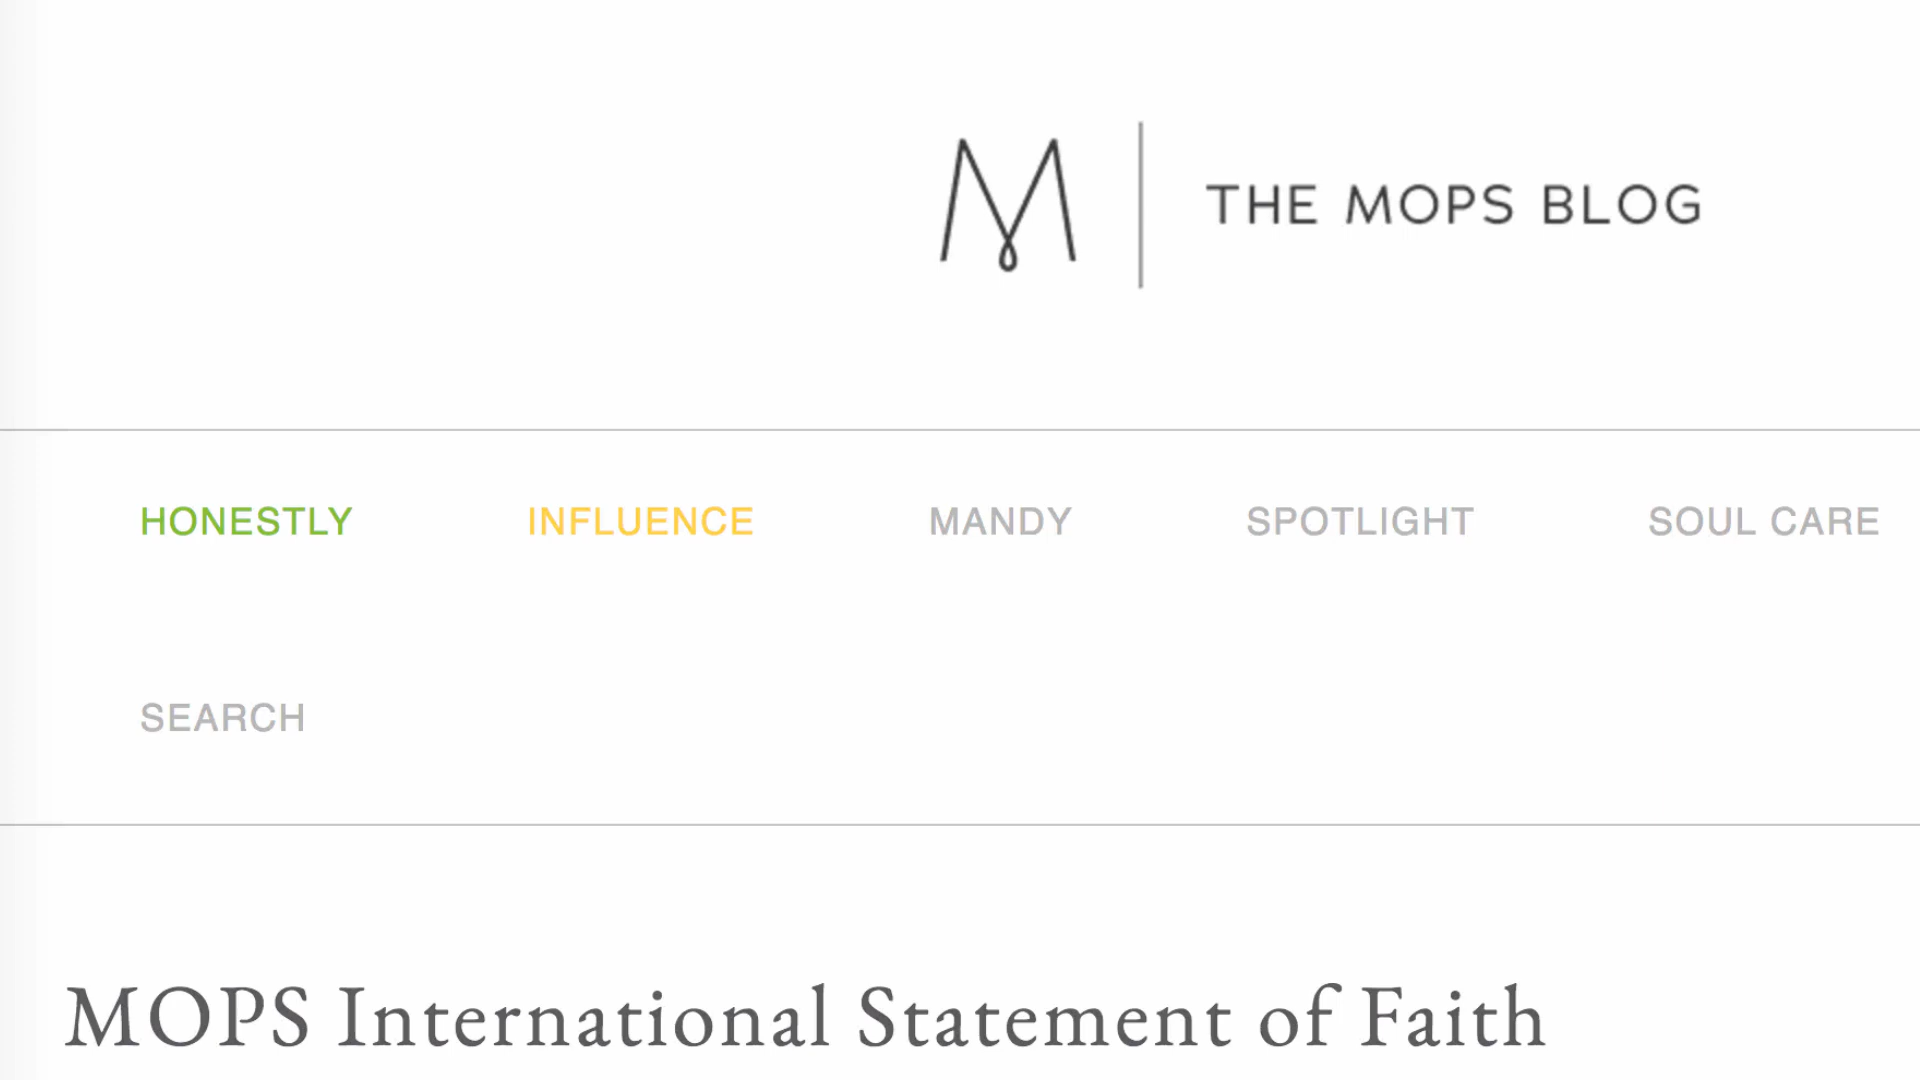 M | THE MOPS BLOG
HONESTLY INFLUENCE MANDY SPOTLIGHT SOUL CARE
SEARCH
MOPS International Statement of Faith